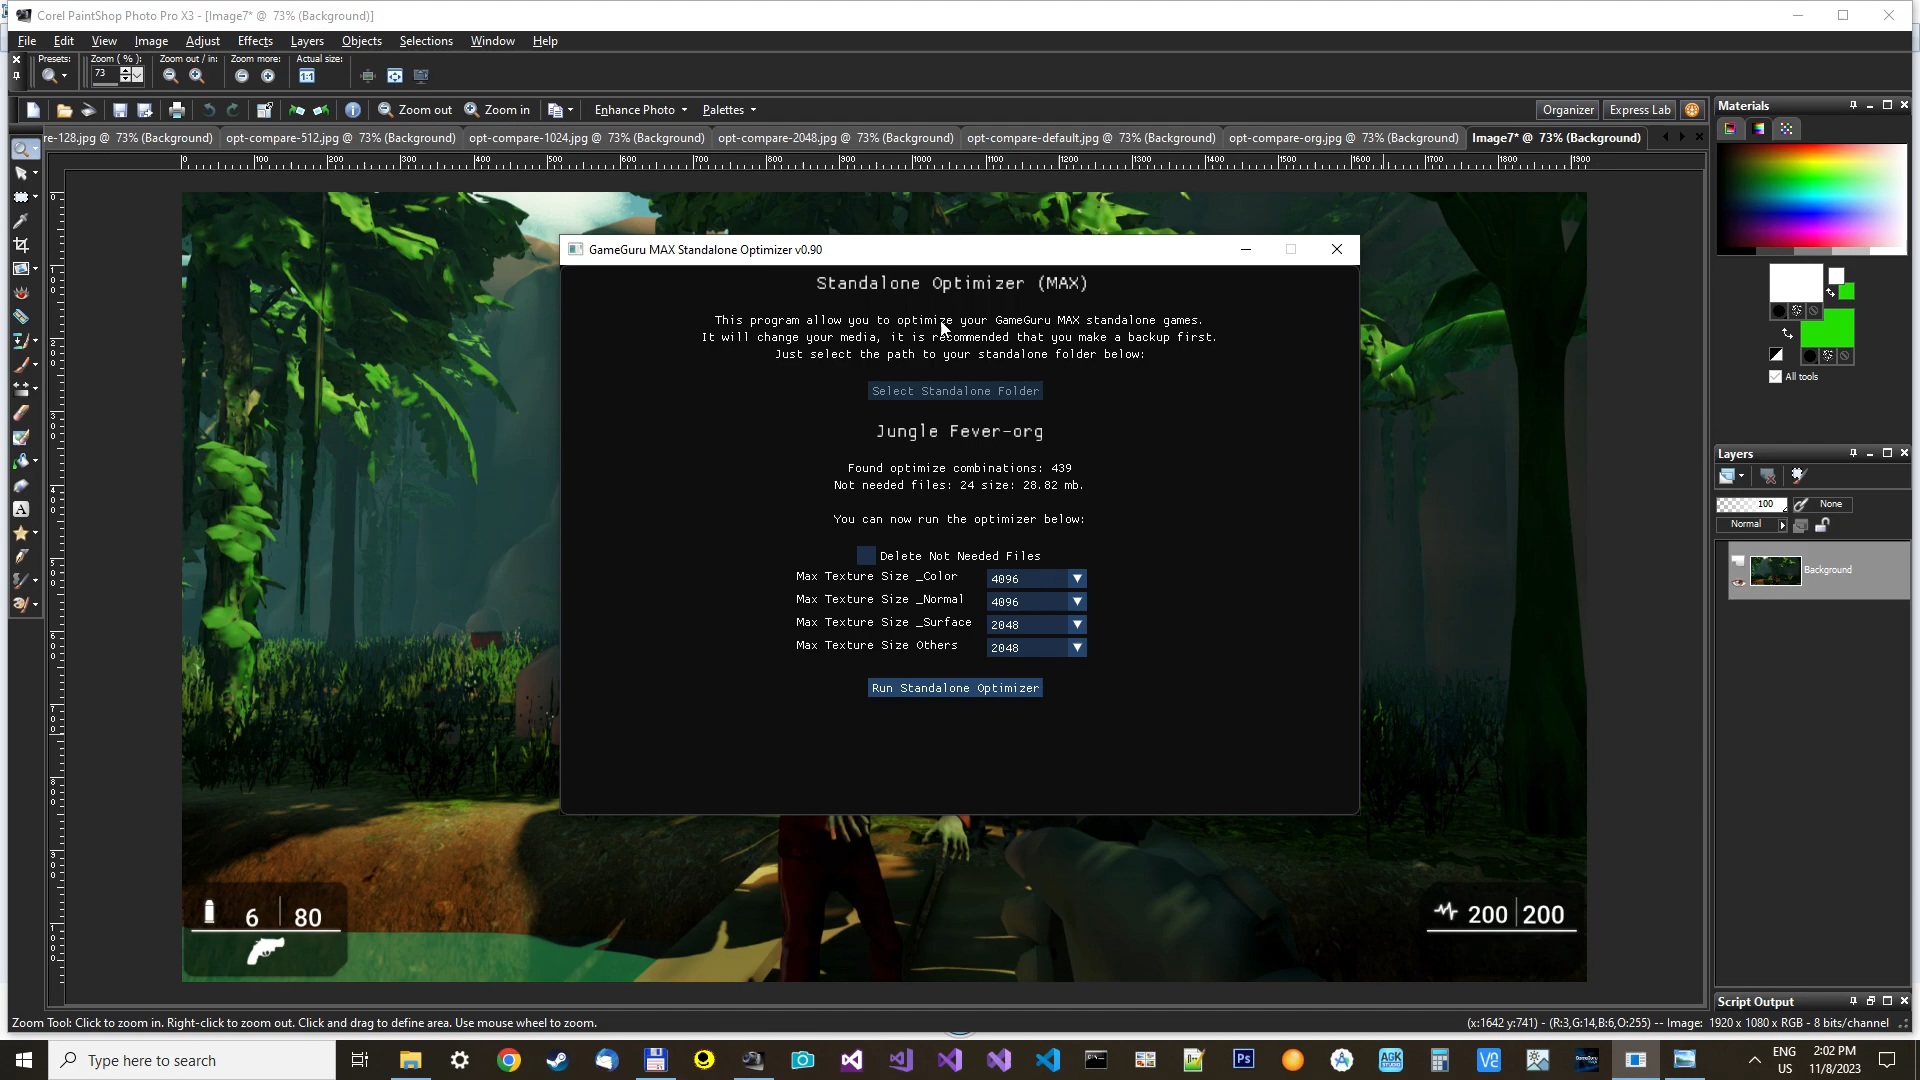 Corel PaintShop Photo Pro X3 - [Image7* @ 73% (Background)]
File Edit View Image Adjust Effects Layers Objects Selections Window Help
Presets: Zoom ( % ): Zoom out / in: Zoom more: Actual size:
73
Zoom out Zoom in Enhance Photo Palettes Organizer Express Lab
re-128.jpg @ 73% (Background) opt-compare-512.jpg @ 73% (Background) opt-compare-1024.jpg @ 73% (Background) opt-compare-2048.jpg @ 73% (Background) opt-compare-default.jpg @ 73% (Background) opt-compare-org.jpg @ 73% (Background) Image7* @ 73% (Background)
Materials
All tools
Layers
100 None
Normal
Background
Script Output
GameGuru MAX Standalone Optimizer v0.90
Standalone Optimizer (MAX)
This program allow you to optimize your GameGuru MAX standalone games.
It will change your media, it is recommended that you make a backup first.
Just select the path to your standalone folder below:
Select Standalone Folder
Jungle Fever-org
Found optimize combinations: 439
Not needed files: 24 size: 28.82 mb.
You can now run the optimizer below:
Delete Not Needed Files
Max Texture Size _Color 4096
Max Texture Size _Normal 4096
Max Texture Size _Surface 2048
Max Texture Size Others 2048
Run Standalone Optimizer
6 80
200 200
Zoom Tool: Click to zoom in. Right-click to zoom out. Click and drag to define area. Use mouse wheel to zoom.
(x:1642 y:741) - (R:3,G:14,B:6,O:255) -- Image: 1920 x 1080 x RGB - 8 bits/channel
Type here to search
ENG
US
2:02 PM
11/8/2023